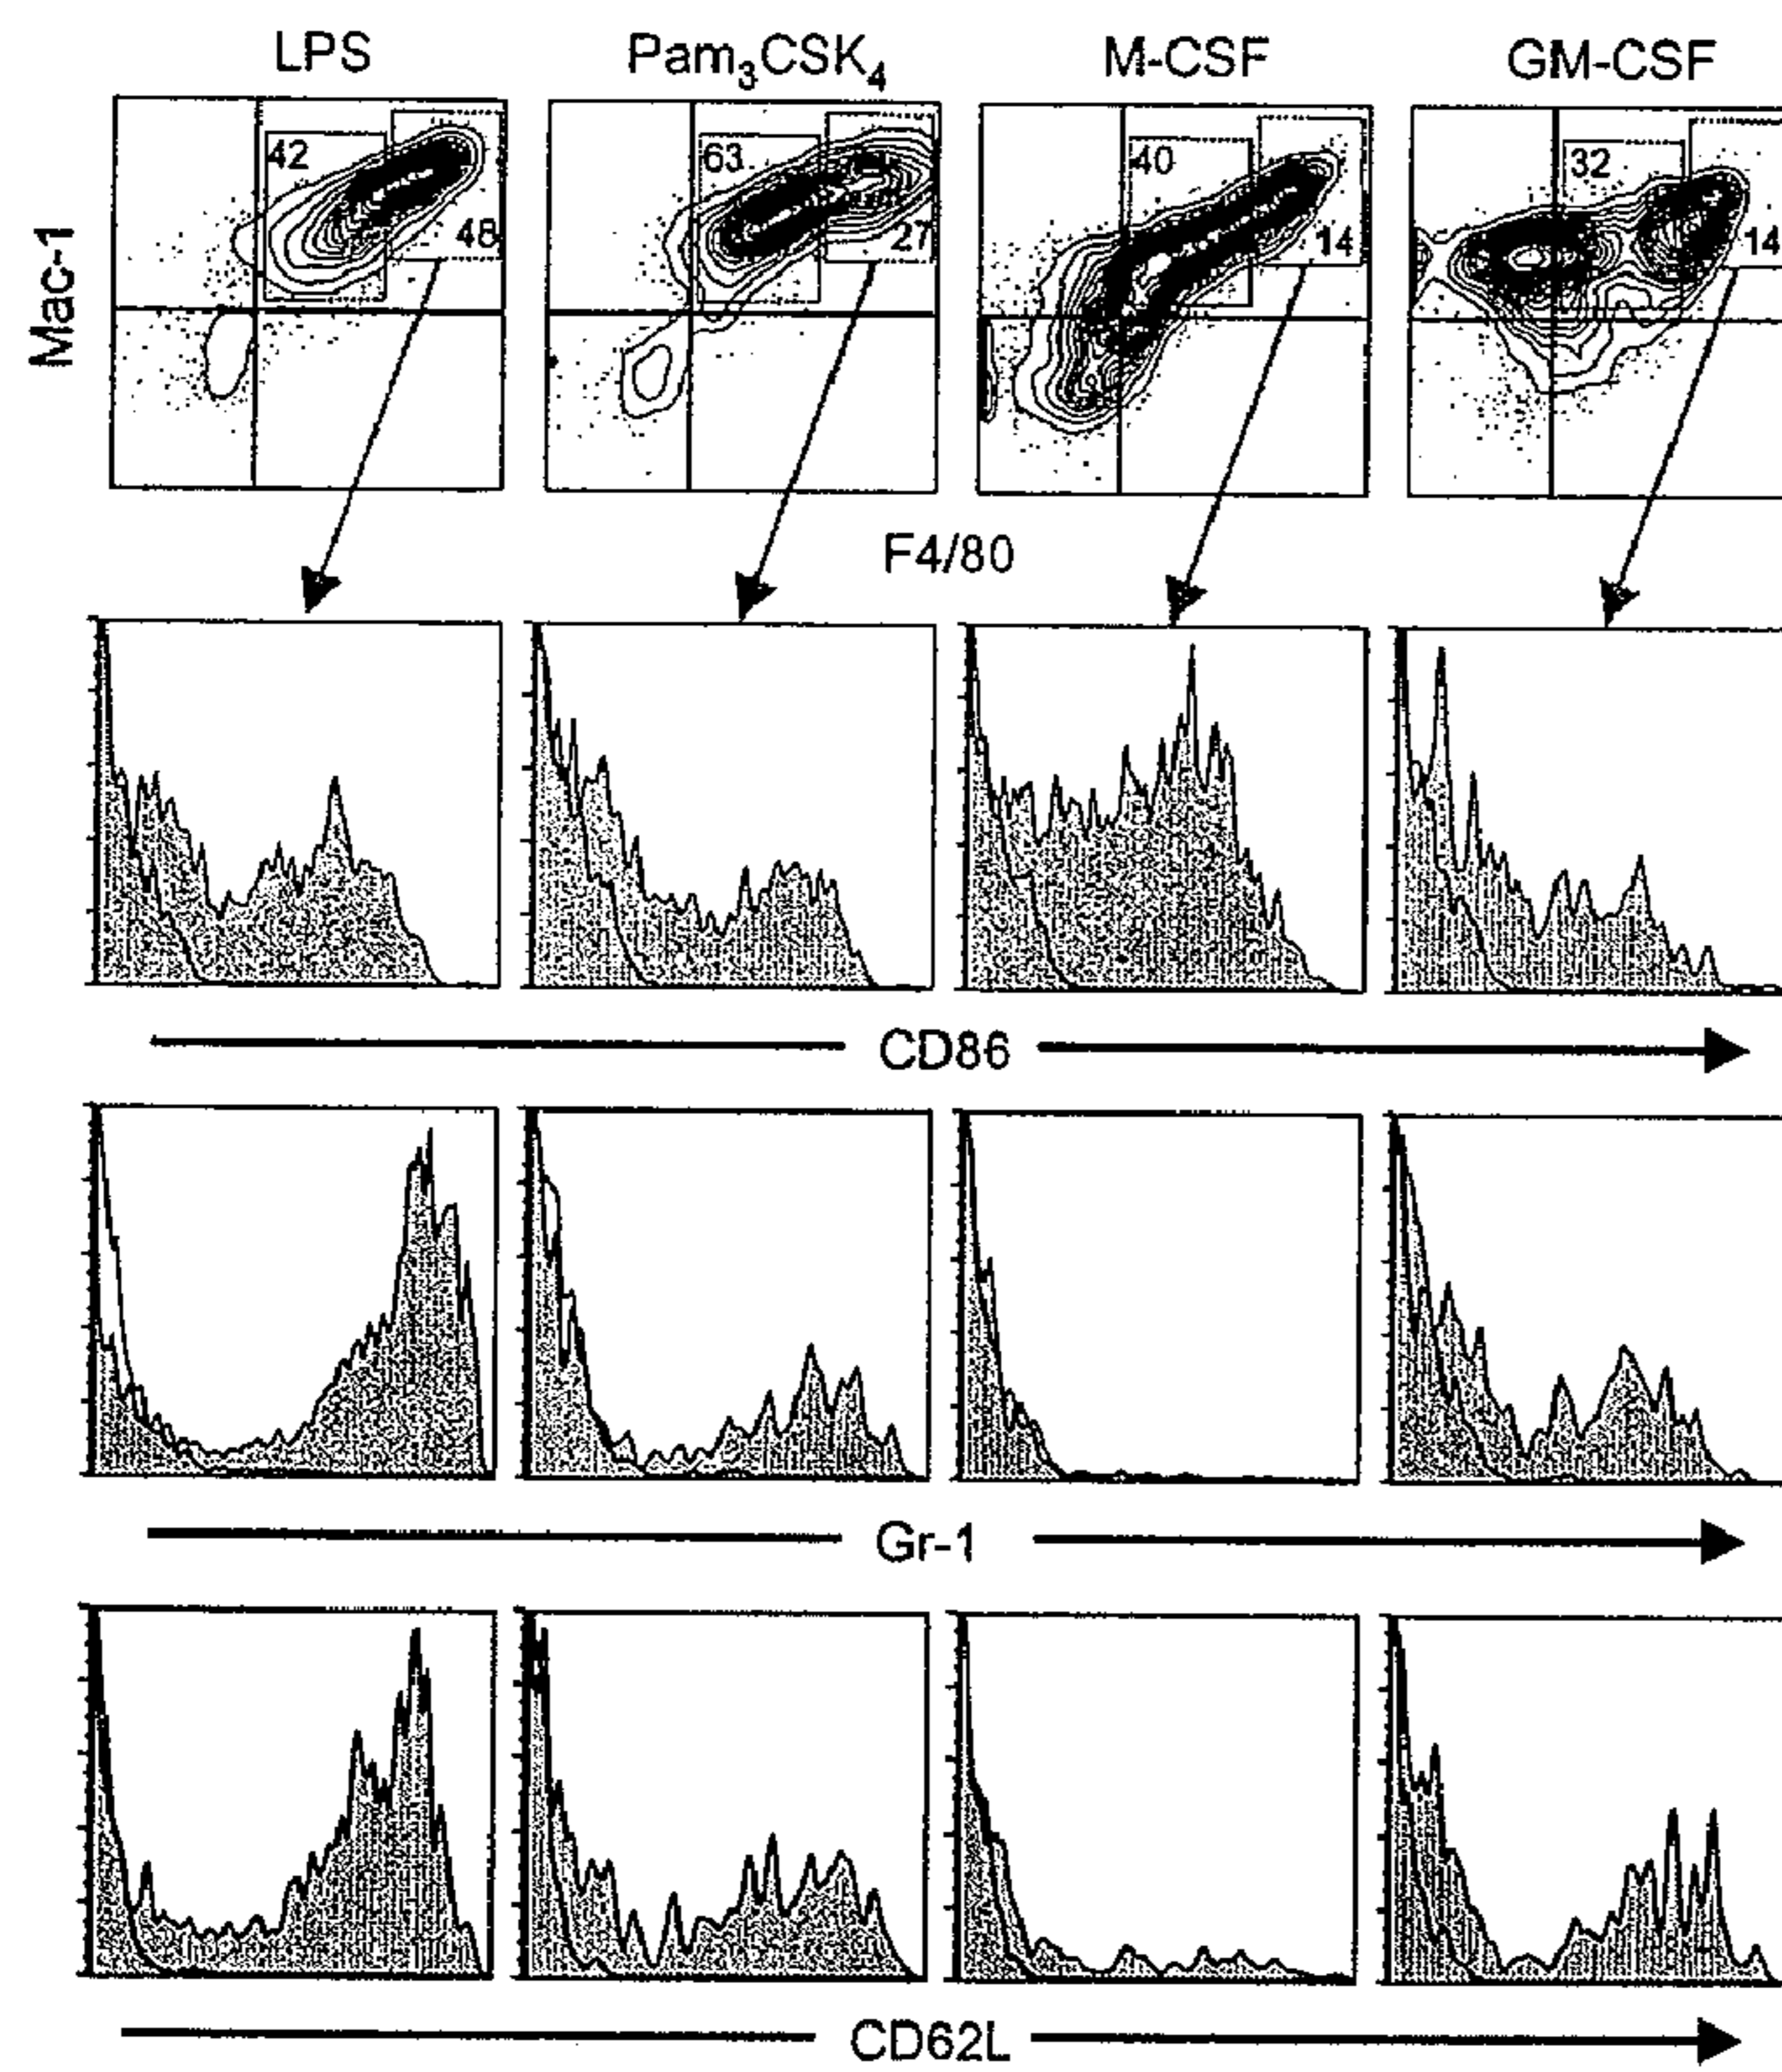 LPS Pam3CSK4 M-CSF GM-CSF
42 63 40 32
48 27 14 14
Mac-1
F4/80
CD86
Gr-1
CD62L